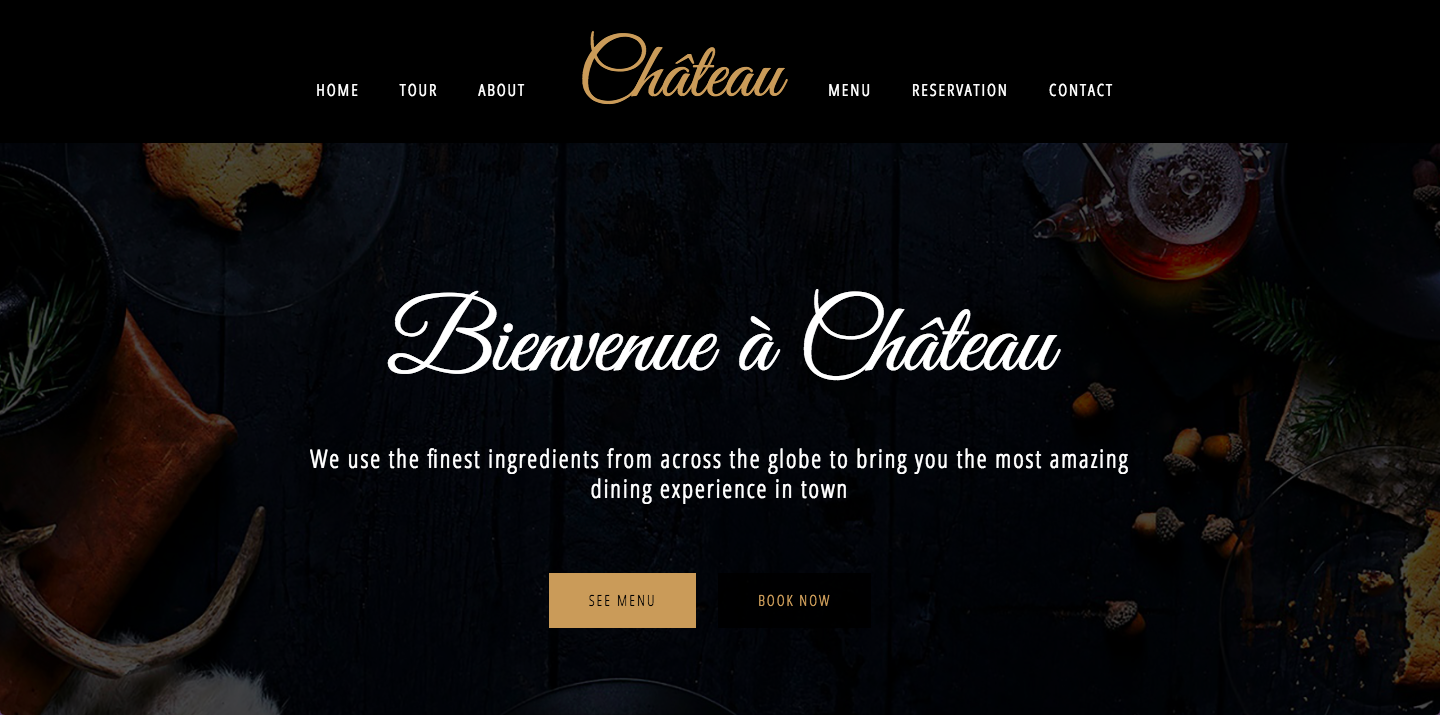 HOME TOUR ABOUT Château MENU RESERVATION CONTACT
Bienvenue à Château
We use the finest ingredients from across the globe to bring you the most amazing
dining experience in town
SEE MENU BOOK NOW